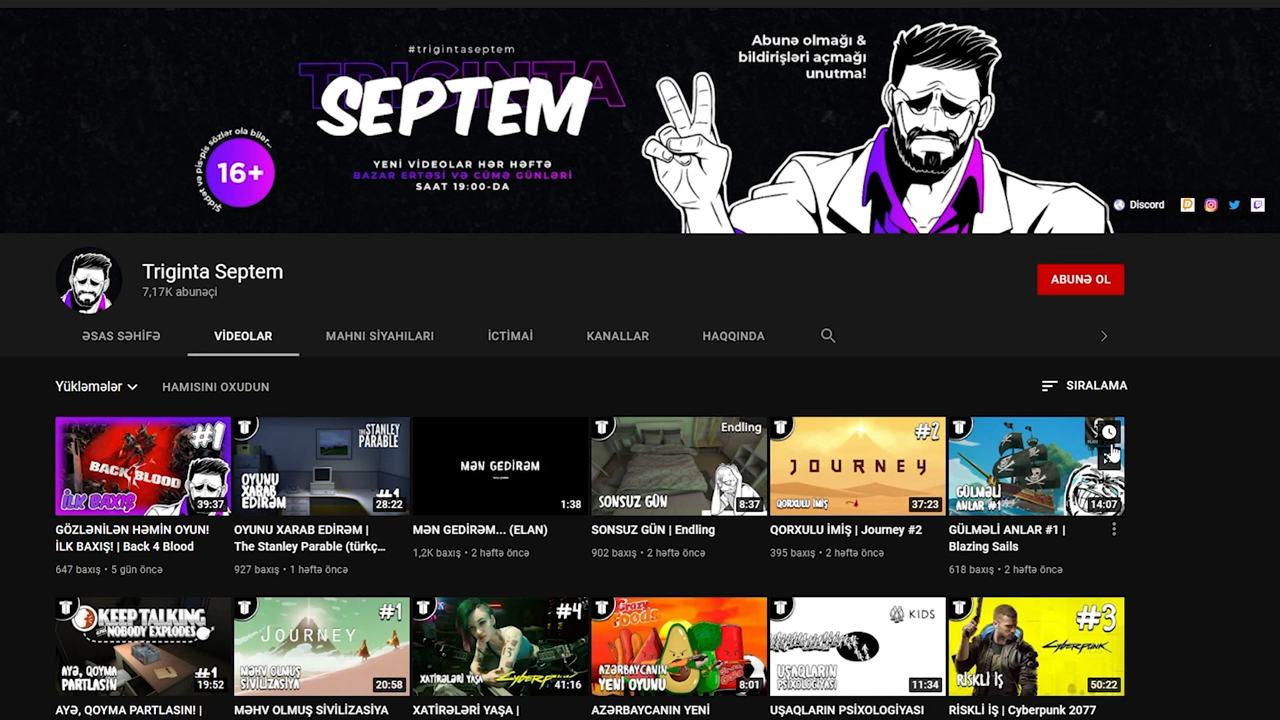 #trigintaseptem
TRIGINTA
SEPTEM
YENİ VİDEOLAR HƏR HƏFTƏ
BAZAR ERTƏSİ VƏ CÜMƏ GÜNLƏRİ
SAAT 19:00-DA
Şiddət və pis-pis sözlər ola bilər...
16+
Abunə olmağı &
bildirişləri açmağı
unutma!
Discord
Triginta Septem
7,17K abunəçi
ABUNƏ OL
ƏSAS SƏHİFƏ
VİDEOLAR
MAHNI SİYAHILARI
İCTİMAİ
KANALLAR
HAQQINDA
Yükləmələr
HAMISINI OXUDUN
SIRALAMA
#1
BACK 4 BLOOD
İLK BAXIŞ
39:37
THE STANLEY
PARABLE
OYUNU
XARAB
EDİRƏM
#1
28:22
MƏN GEDİRƏM
1:38
Endling
SONSUZ GÜN
8:37
#2
JOURNEY
QORXULU İMİŞ
37:23
GÜLMƏLİ
ANLAR #1
14:07
GÖZLƏNİLƏN HƏMİN OYUN!
İLK BAXIŞ! | Back 4 Blood
647 baxış • 5 gün öncə
OYUNU XARAB EDİRƏM |
The Stanley Parable (türkç...
927 baxış • 1 həftə öncə
MƏN GEDİRƏM... (ELAN)
1,2K baxış • 2 həftə öncə
SONSUZ GÜN | Endling
902 baxış • 2 həftə öncə
QORXULU İMİŞ | Journey #2
395 baxış • 2 həftə öncə
GÜLMƏLİ ANLAR #1 |
Blazing Sails
618 baxış • 2 həftə öncə
KEEP TALKING
AND NOBODY EXPLODES
AYƏ, QOYMA
PARTLASIN
#1
19:52
#1
JOURNEY
MƏHV OLMUŞ
SİVİLİZASİYA
20:58
#4
XATİRƏLƏRİ YAŞA
CYBERPUNK
41:16
Crazy
Foods
AZƏRBAYCANIN
YENİ OYUNU
8:01
KIDS
UŞAQLARIN
PSİXOLOGİYASI
11:34
#3
CYBERPUNK
RİSKLİ İŞ
50:22
AYƏ, QOYMA PARTLASIN! |
MƏHV OLMUŞ SİVİLİZASİYA
XATİRƏLƏRİ YAŞA |
AZƏRBAYCANIN YENİ
UŞAQLARIN PSİXOLOGİYASI
RİSKLİ İŞ | Cyberpunk 2077